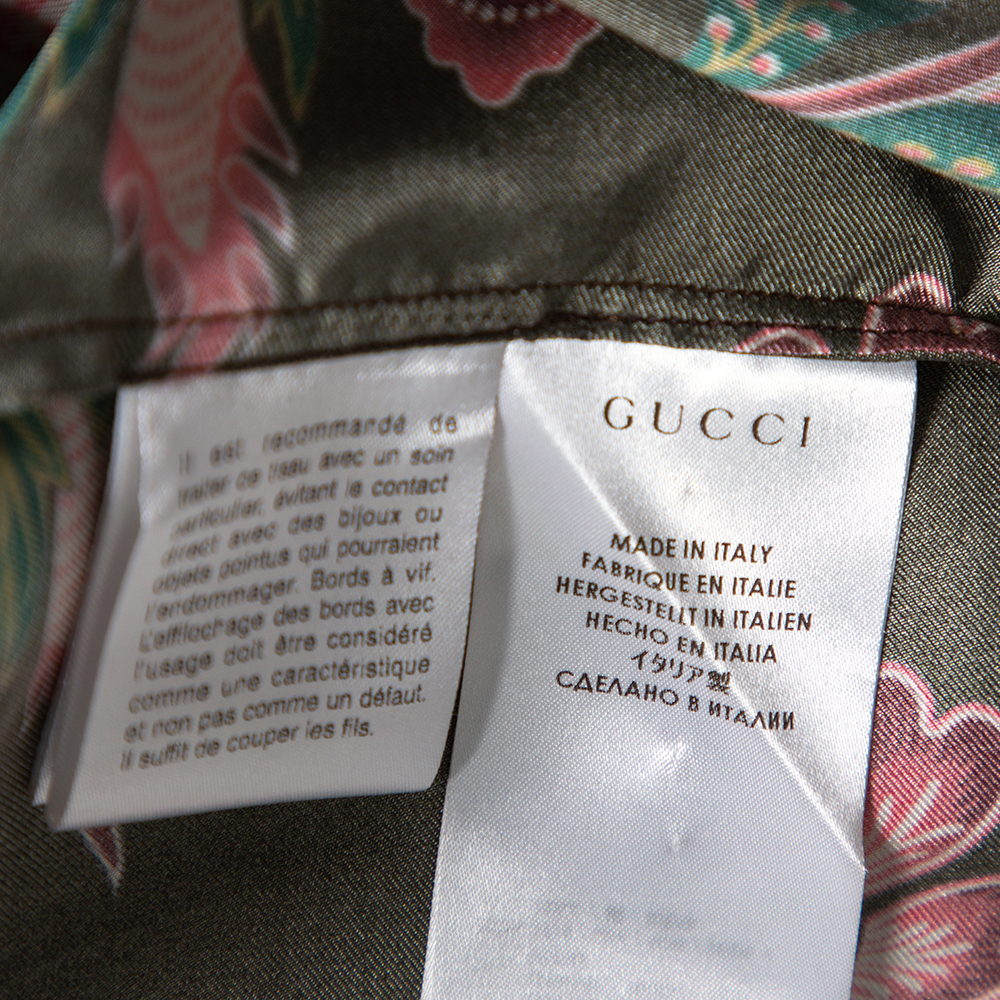 Il est recommandé de
traiter ce tissu avec un soin
particulier, évitant le contact
direct avec des bijoux ou
objets pointus qui pourraient
l'endommager. Bords à vif.
L'effilochage des bords avec
l'usage doit être considéré
comme une caractéristique
et non pas comme un défaut.
Il suffit de couper les fils.
GUCCI
MADE IN ITALY
FABRIQUE EN ITALIE
HERGESTELLT IN ITALIEN
HECHO EN ITALIA
イタリア製
СДЕЛАНО В ИТАЛИИ